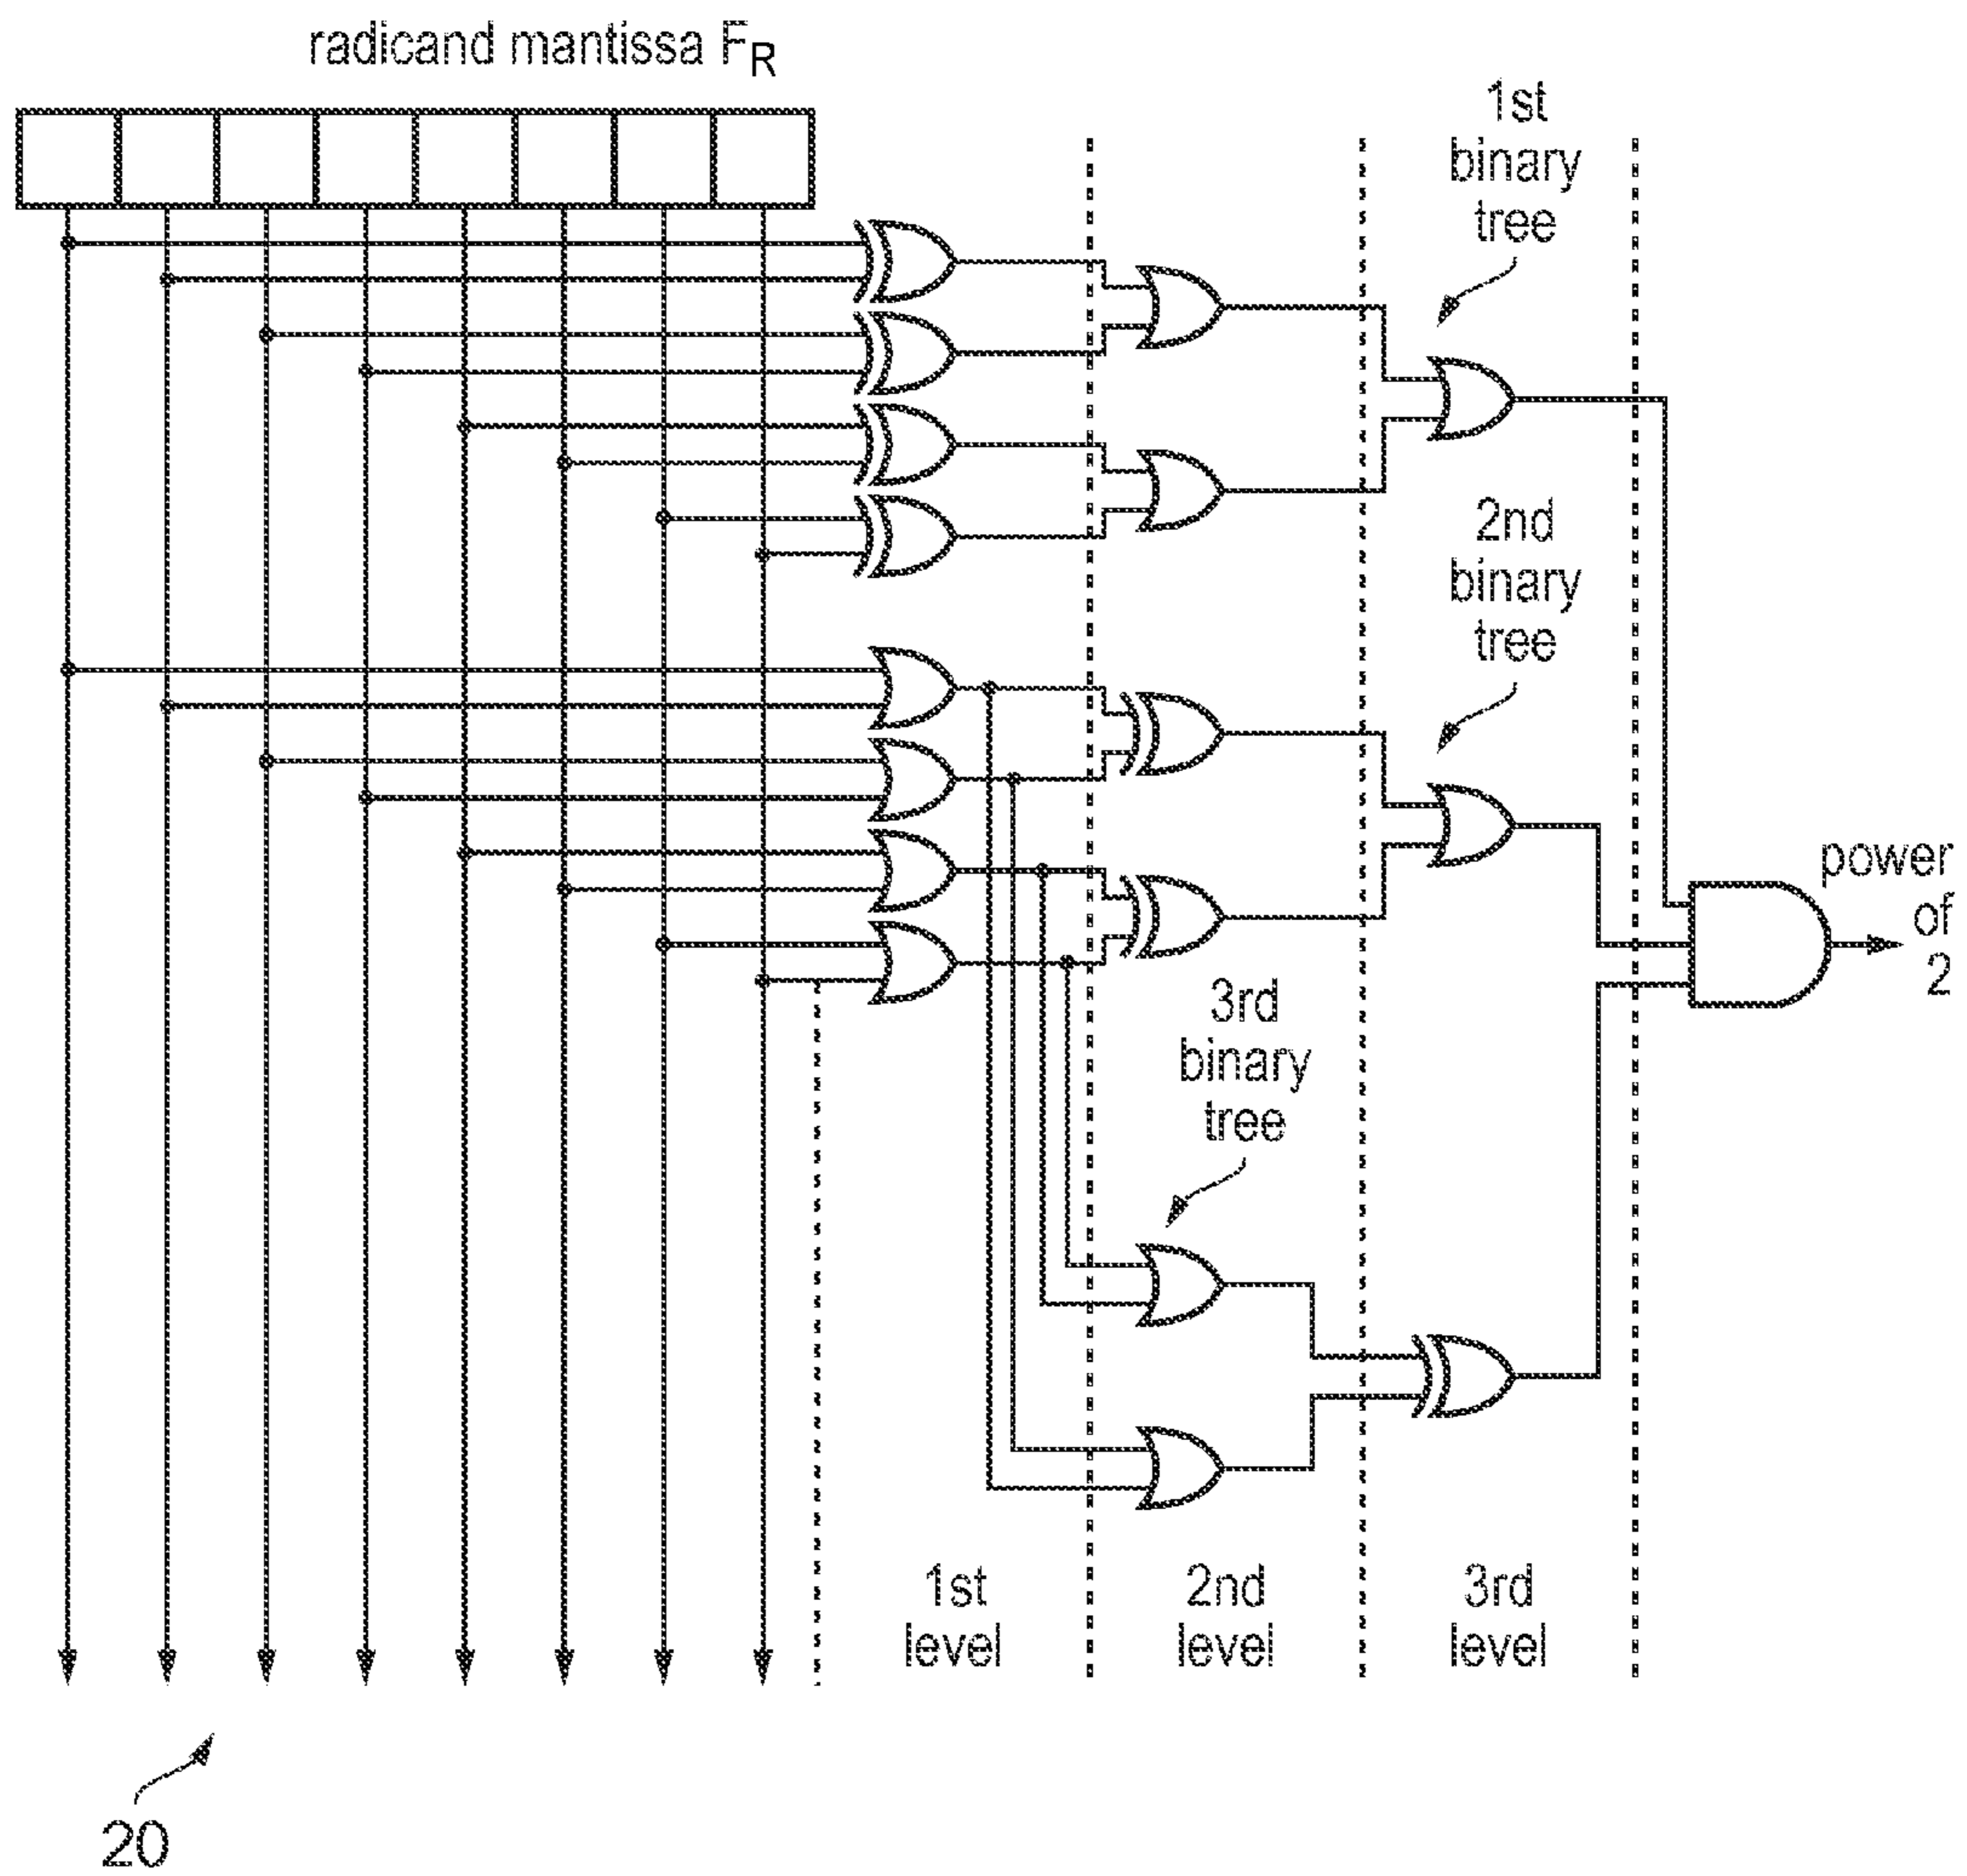 radicand mantissa FR
1st
binary
tree
2nd
binary
tree
power
of
2
3rd
binary
tree
1st
level
2nd
level
3rd
level
20